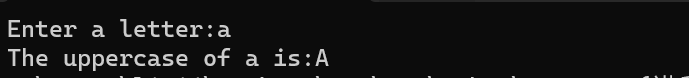 Enter a letter:a
The uppercase of a is:A